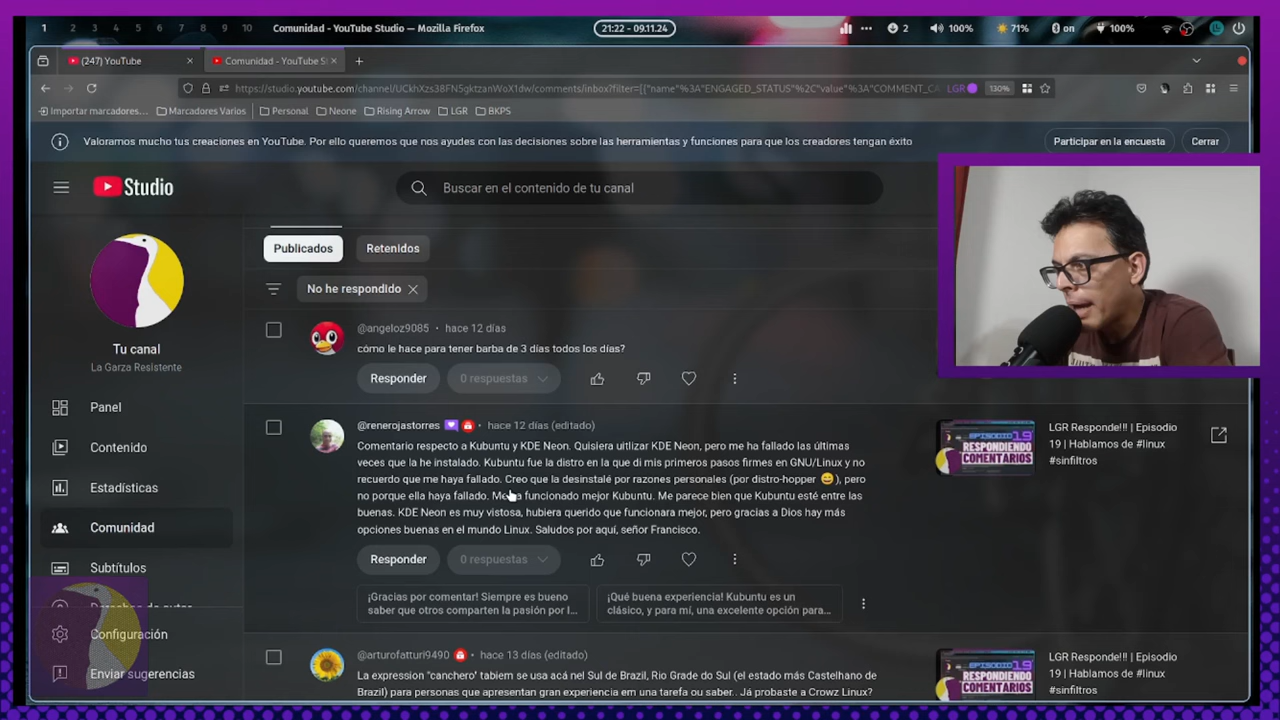 1 2 3 4 5 6 7 8 9 10 Comunidad - YouTube Studio — Mozilla Firefox 21:22 - 09.11.24 2 100% 71% on 100%
(247) YouTube
Comunidad - YouTube S
https://studio.youtube.com/channel/UCkhXzs38FN5gktzanWoX1dw/comments/inbox?filter=[{"name"%3A"ENGAGED_STATUS"%2C"value"%3A"COMMENT_CA LGR 130%
Importar marcadores... Marcadores Varios Personal Neone Rising Arrow LGR BKPS
Valoramos mucho tus creaciones en YouTube. Por ello queremos que nos ayudes con las decisiones sobre las herramientas y funciones para que los creadores tengan éxito
Participar en la encuesta
Cerrar
Studio
Buscar en el contenido de tu canal
Tu canal
La Garza Resistente
Panel
Contenido
Estadísticas
Comunidad
Subtítulos
Derechos de autor
Configuración
Enviar sugerencias
Publicados
Retenidos
No he respondido
@angeloz9085 • hace 12 días
cómo le hace para tener barba de 3 días todos los días?
Responder
0 respuestas
@renerojastorres • hace 12 días (editado)
Comentario respecto a Kubuntu y KDE Neon. Quisiera uitlizar KDE Neon, pero me ha fallado las últimas
veces que la he instalado. Kubuntu fue la distro en la que di mis primeros pasos firmes en GNU/Linux y no
recuerdo que me haya fallado. Creo que la desinstalé por razones personales (por distro-hopper 😄), pero
no porque ella haya fallado. Me a funcionado mejor Kubuntu. Me parece bien que Kubuntu esté entre las
buenas. KDE Neon es muy vistosa, hubiera querido que funcionara mejor, pero gracias a Dios hay más
opciones buenas en el mundo Linux. Saludos por aquí, señor Francisco.
Responder
0 respuestas
¡Gracias por comentar! Siempre es bueno
saber que otros comparten la pasión por l...
¡Qué buena experiencia! Kubuntu es un
clásico, y para mí, una excelente opción para...
EPISODIO 19
RESPONDIENDO
COMENTARIOS
LGR Responde!!! | Episodio
19 | Hablamos de #linux
#sinfiltros
@arturofatturi9490 • hace 13 días (editado)
La expression "canchero" tabiem se usa acá nel Sul de Brazil, Rio Grade do Sul (el estado más Castelhano de
Brazil) para personas que apresentan gran experiencia em una tarefa ou saber.. Já probaste a Crowz Linux?
EPISODIO 19
RESPONDIENDO
COMENTARIOS
LGR Responde!!! | Episodio
19 | Hablamos de #linux
#sinfiltros